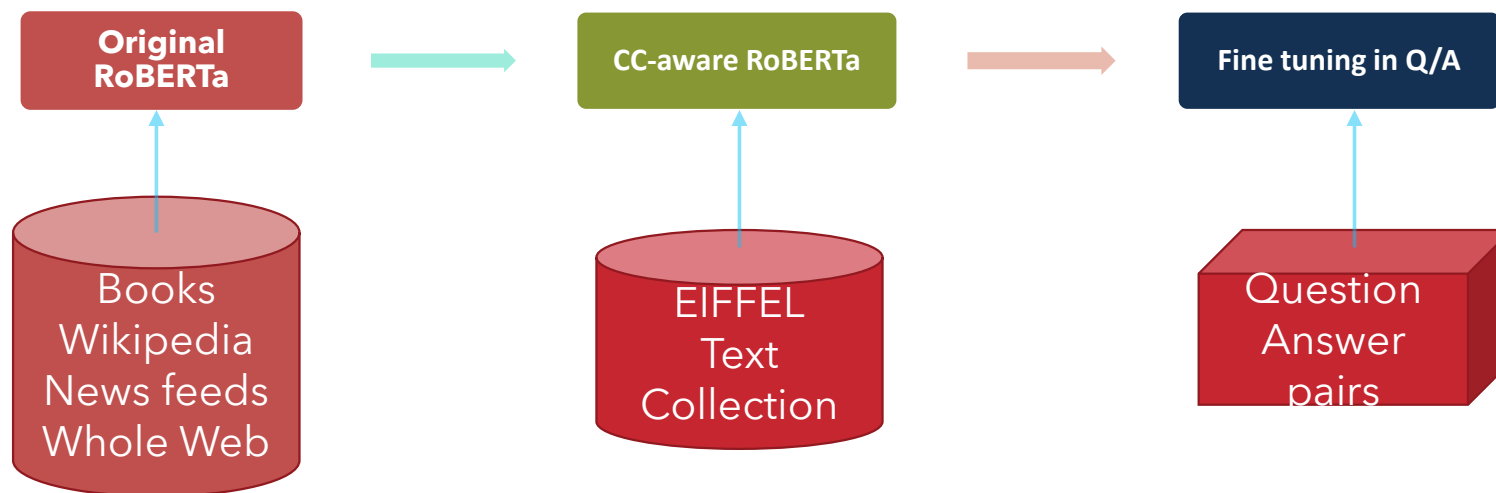 Original
RoBERTa
CC-aware RoBERTa
Fine tuning in Q/A
Books
Wikipedia
News feeds
Whole Web
EIFFEL
Text
Collection
Question
Answer
pairs